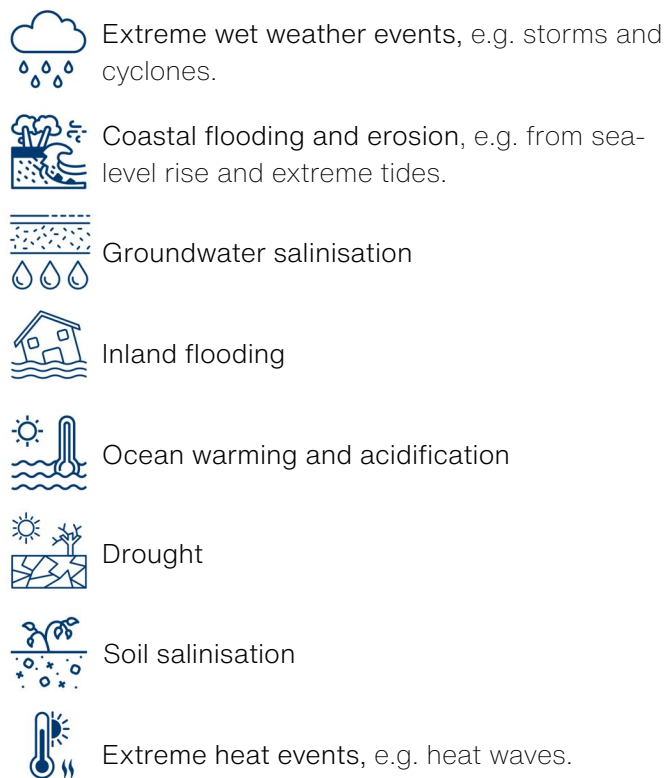 Extreme wet weather events, e.g. storms and
cyclones.
Coastal flooding and erosion, e.g. from sea-
level rise and extreme tides.
Groundwater salinisation
Inland flooding
Ocean warming and acidification
Drought
Soil salinisation
Extreme heat events, e.g. heat waves.